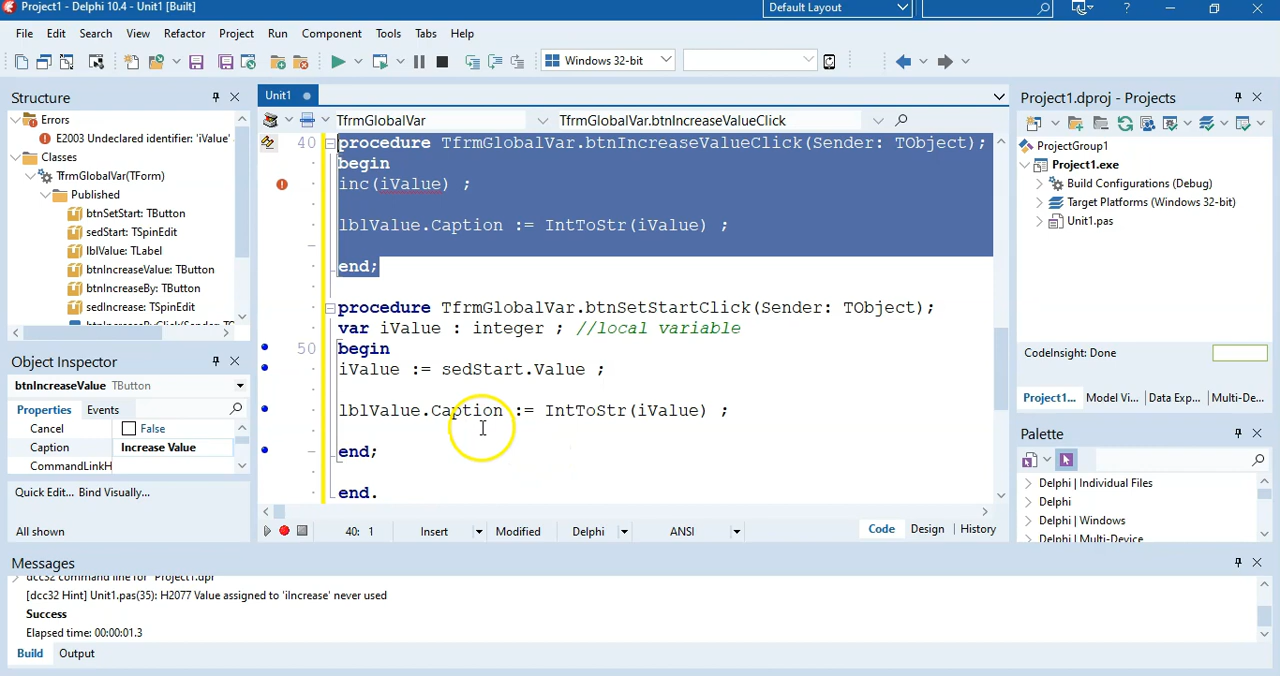 Project1 - Delphi 10.4 - Unit1 [Built]
Default Layout
File Edit Search View Refactor Project Run Component Tools Tabs Help
Windows 32-bit
Structure
Errors
E2003 Undeclared identifier: 'iValue'
Classes
TfrmGlobalVar(TForm)
Published
btnSetStart: TButton
sedStart: TSpinEdit
lblValue: TLabel
btnIncreaseValue: TButton
btnIncreaseBy: TButton
sedIncrease: TSpinEdit
Object Inspector
btnIncreaseValue TButton
Properties Events
Cancel False
Caption Increase Value
CommandLinkH
Quick Edit... Bind Visually...
All shown
Unit1
TfrmGlobalVar TfrmGlobalVar.btnIncreaseValueClick
40 procedure TfrmGlobalVar.btnIncreaseValueClick(Sender: TObject);
begin
inc(iValue) ;
lblValue.Caption := IntToStr(iValue) ;
end;
procedure TfrmGlobalVar.btnSetStartClick(Sender: TObject);
var iValue : integer ; //local variable
50 begin
iValue := sedStart.Value ;
lblValue.Caption := IntToStr(iValue) ;
end;
end.
40: 1 Insert Modified Delphi ANSI Code Design History
Project1.dproj - Projects
ProjectGroup1
Project1.exe
Build Configurations (Debug)
Target Platforms (Windows 32-bit)
Unit1.pas
CodeInsight: Done
Project1... Model Vi... Data Exp... Multi-De...
Palette
Delphi | Individual Files
Delphi
Delphi | Windows
Delphi | Multi-Device
Messages
dcc32 command line for "Project1.dpr"
[dcc32 Hint] Unit1.pas(35): H2077 Value assigned to 'iIncrease' never used
Success
Elapsed time: 00:00:01.3
Build Output